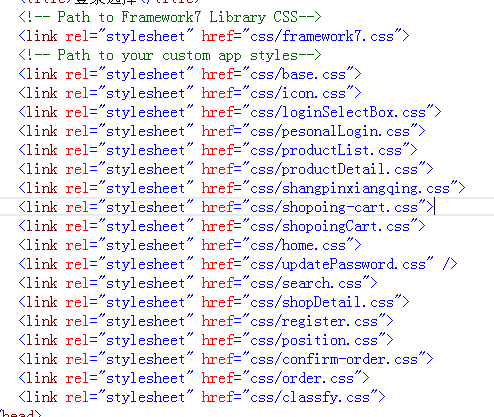 <title>登录选择</title>
<!-- Path to Framework7 Library CSS-->
<link rel="stylesheet" href="css/framework7.css">
<!-- Path to your custom app styles-->
<link rel="stylesheet" href="css/base.css">
<link rel="stylesheet" href="css/icon.css">
<link rel="stylesheet" href="css/loginSelectBox.css">
<link rel="stylesheet" href="css/pesonalLogin.css">
<link rel="stylesheet" href="css/productList.css">
<link rel="stylesheet" href="css/productDetail.css">
<link rel="stylesheet" href="css/shangpinxiangqing.css">
<link rel="stylesheet" href="css/shopoing-cart.css">
<link rel="stylesheet" href="css/shopoingCart.css">
<link rel="stylesheet" href="css/home.css">
<link rel="stylesheet" href="css/updatePassword.css" />
<link rel="stylesheet" href="css/search.css">
<link rel="stylesheet" href="css/shopDetail.css">
<link rel="stylesheet" href="css/register.css">
<link rel="stylesheet" href="css/position.css">
<link rel="stylesheet" href="css/confirm-order.css">
<link rel="stylesheet" href="css/order.css">
<link rel="stylesheet" href="css/classfy.css">
head>